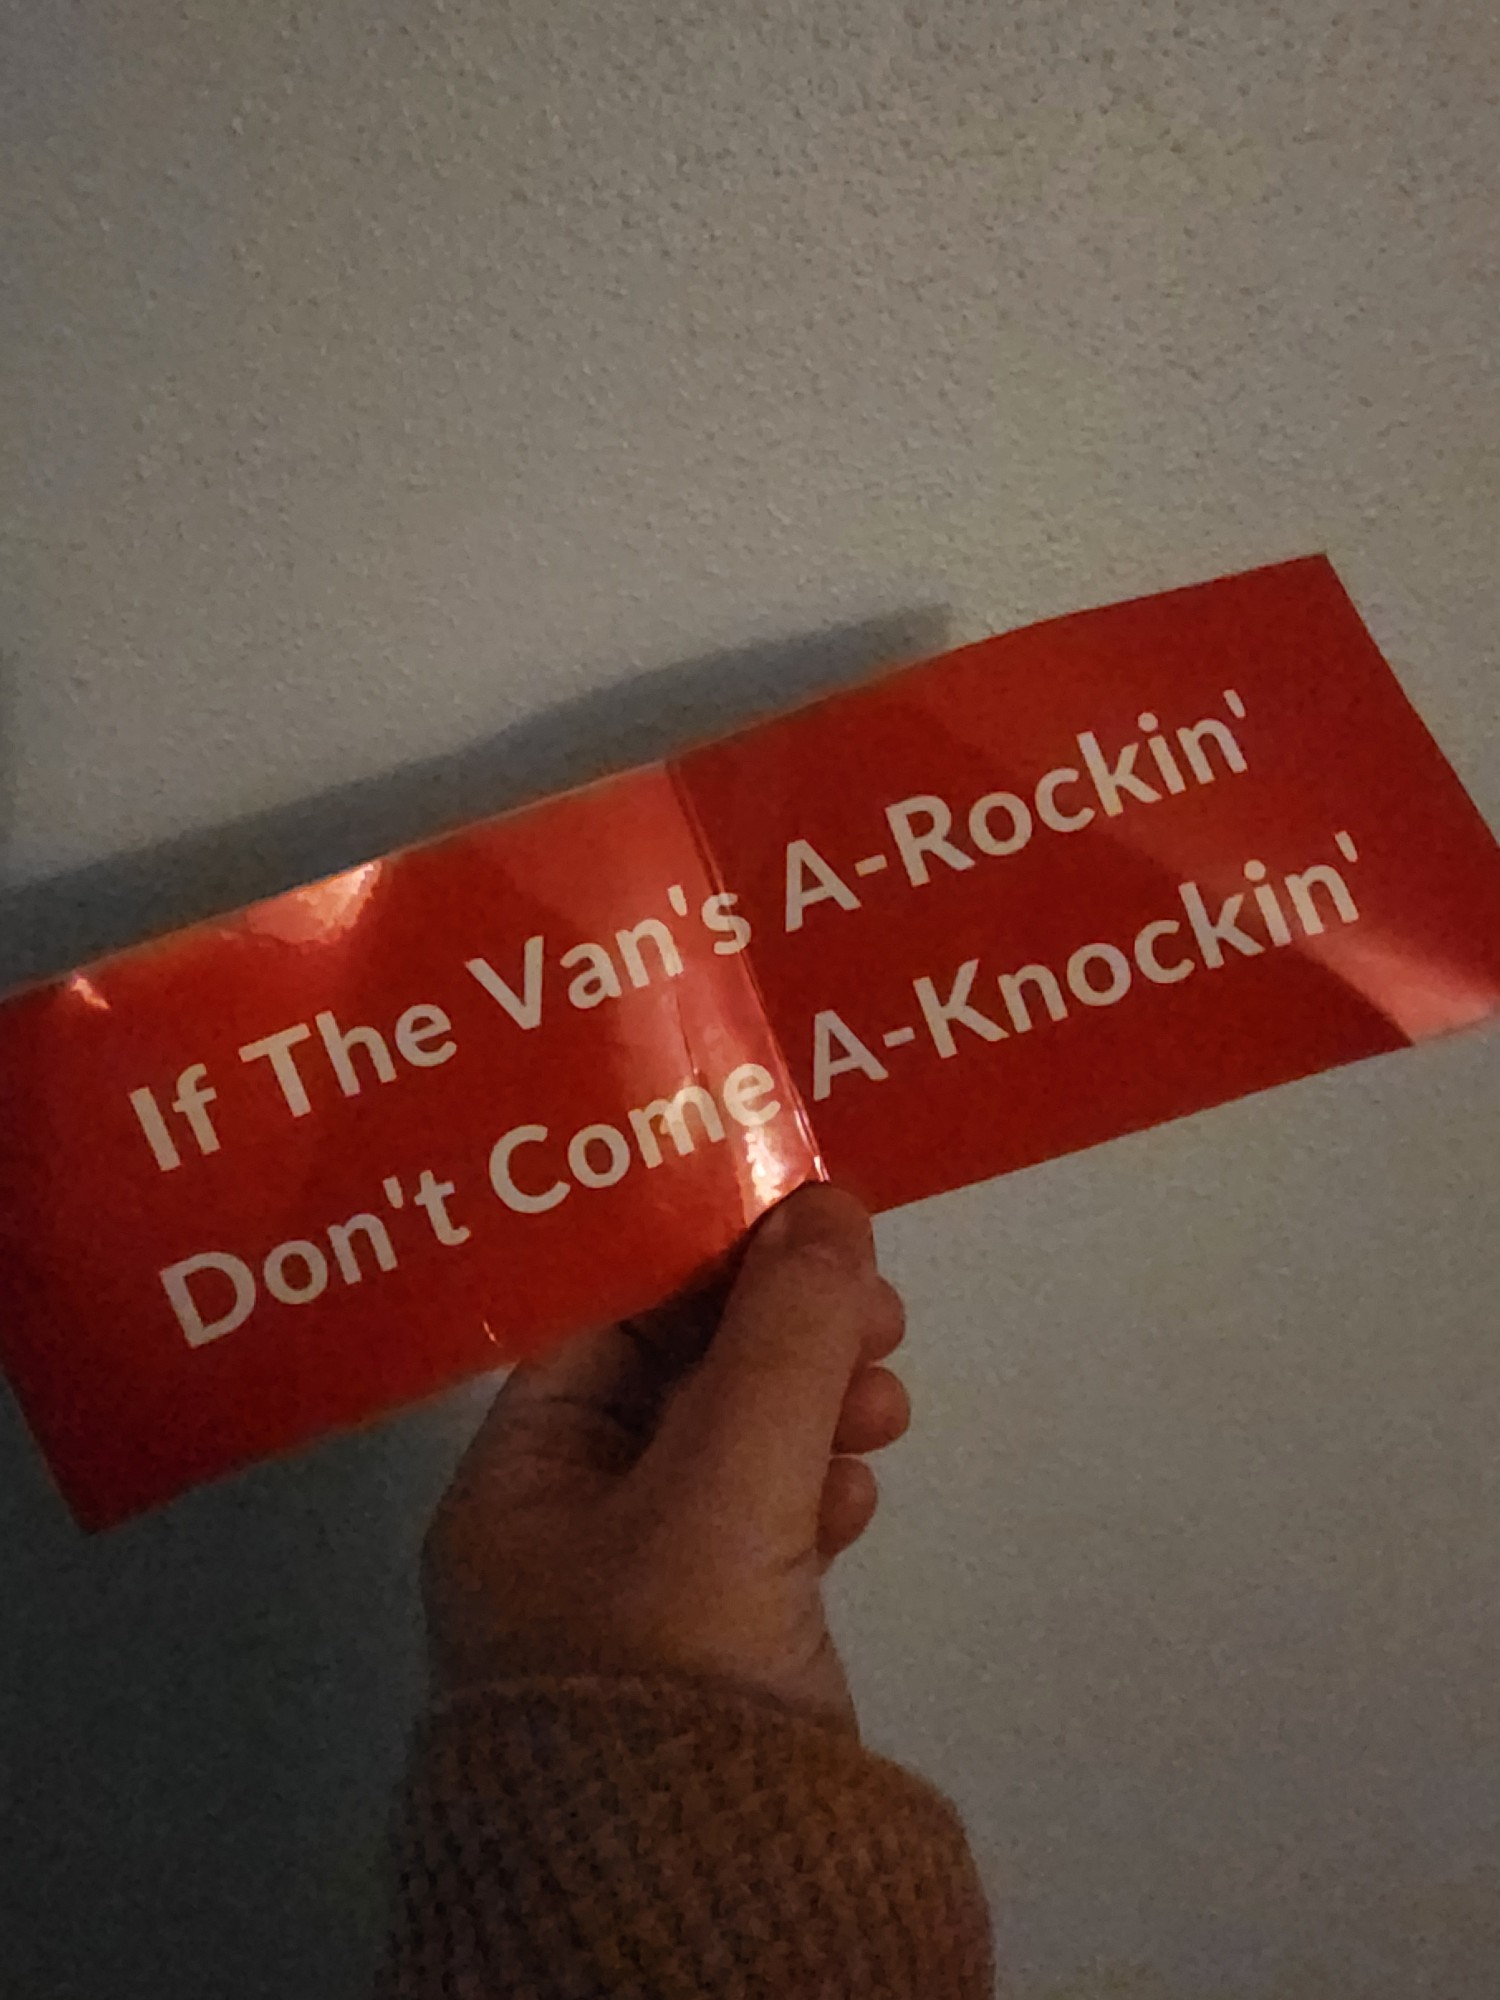 If The Van's A-Rockin'
Don't Come A-Knockin'